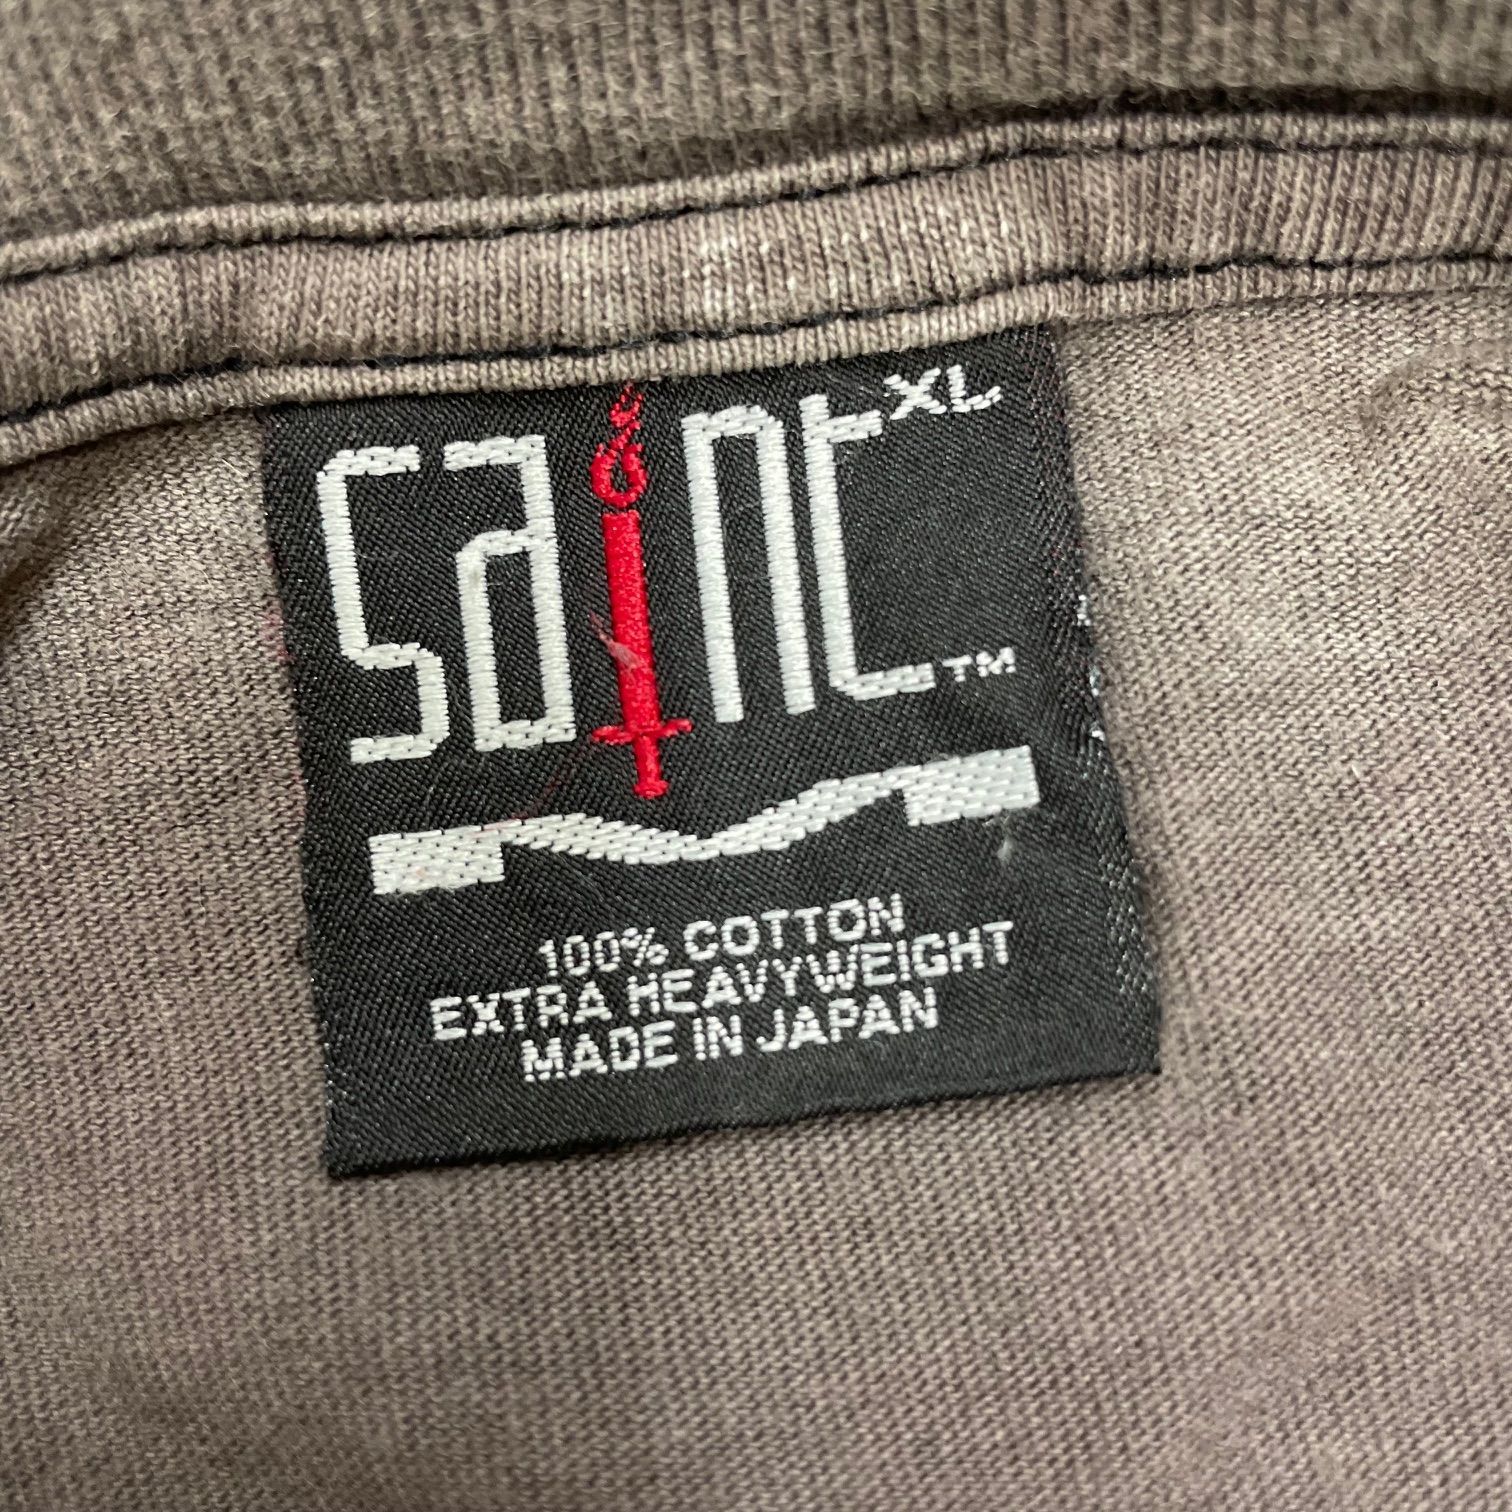 SaINt XL
TM
100% COTTON
EXTRA HEAVYWEIGHT
MADE IN JAPAN